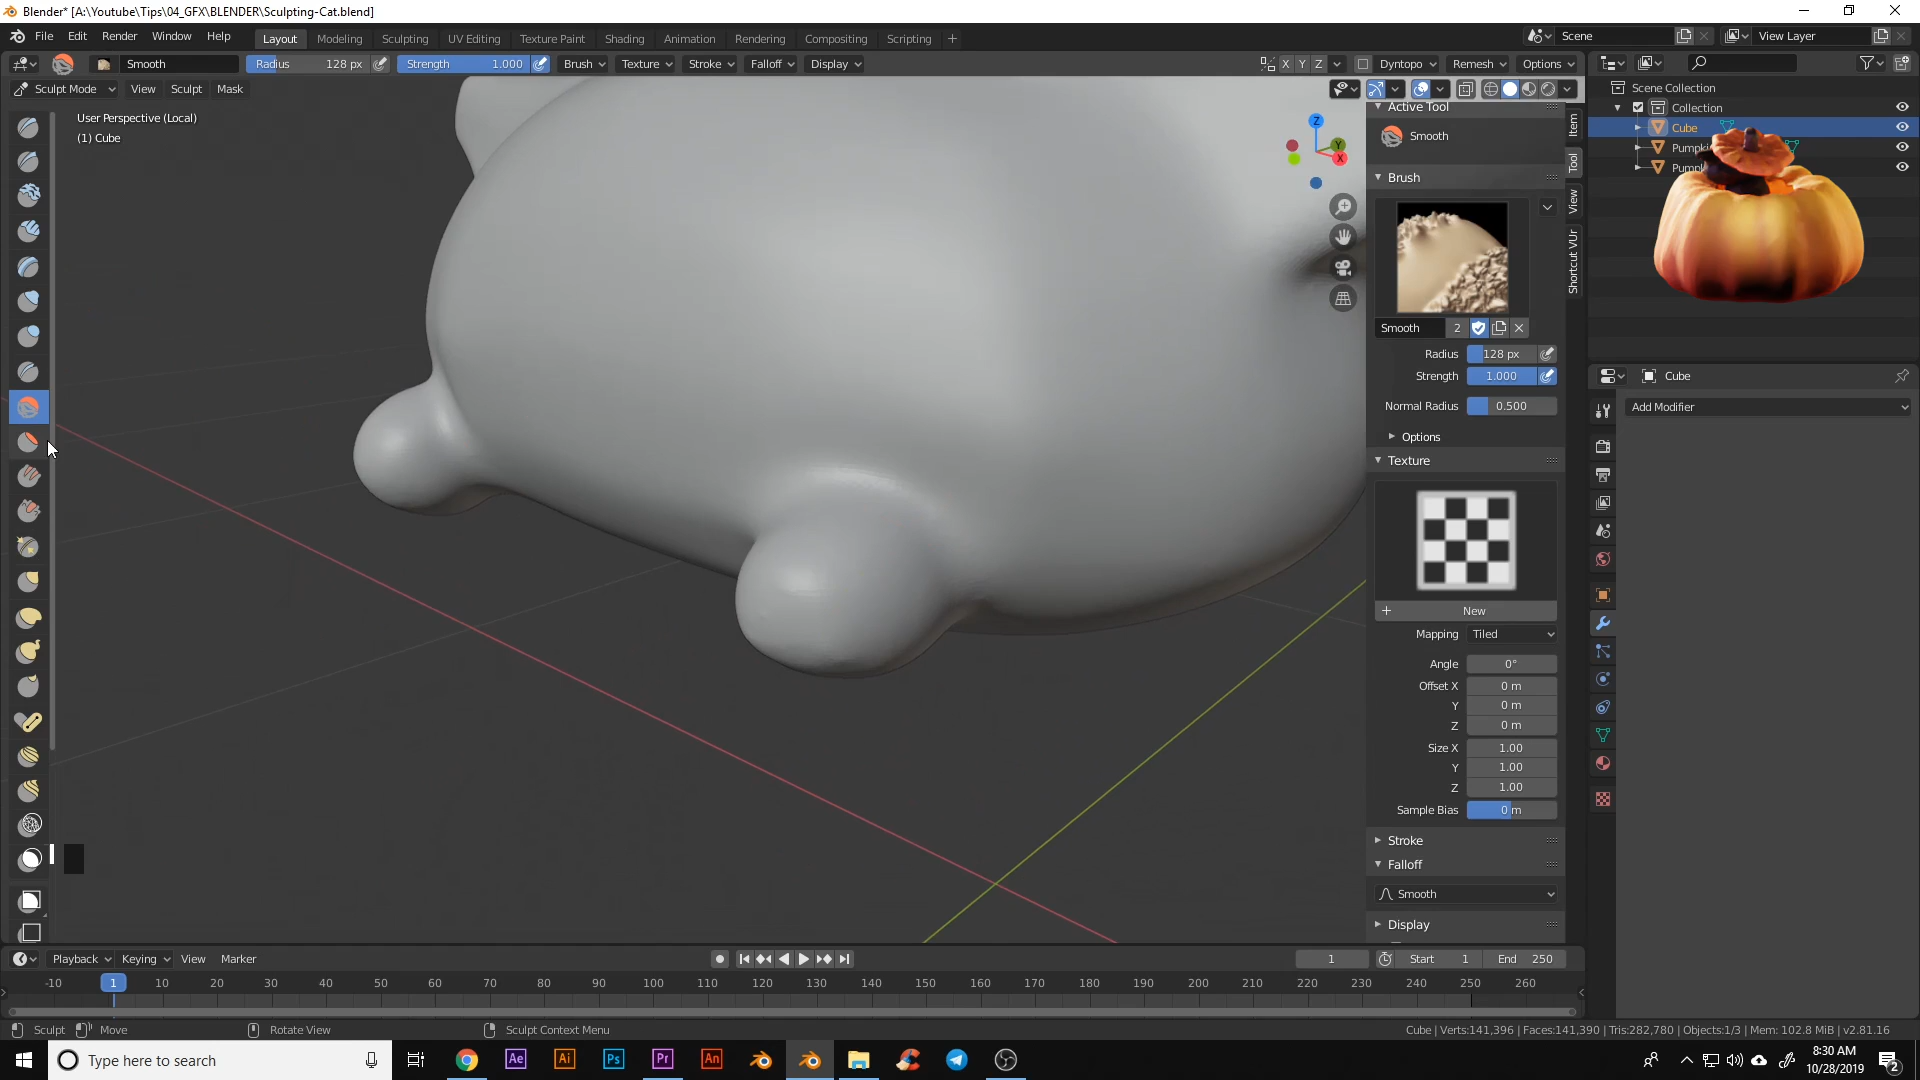 Blender* [A:\Youtube\Tips\04_GFX\BLENDER\Sculpting-Cat.blend]
File Edit Render Window Help Layout Modeling Sculpting UV Editing Texture Paint Shading Animation Rendering Compositing Scripting Scene View Layer
Smooth Radius 128 px Strength 1.000 Brush Texture Stroke Falloff Display X Y Z Dyntopo Remesh Options
Sculpt Mode View Sculpt Mask
Scene Collection
Collection
Cube
User Perspective (Local)
(1) Cube
Z
Y
X
Active Tool
Smooth
Brush
Smooth 2
Radius 128 px
Strength 1.000
Normal Radius 0.500
Options
Texture
New
Mapping Tiled
Angle 0°
Offset X 0 m
Y 0 m
Z 0 m
Size X 1.00
Y 1.00
Z 1.00
Sample Bias 0 m
Stroke
Falloff
Smooth
Display
Item
Tool
View
Shortcut VUr
Cube
Add Modifier
Playback Keying View Marker 1 Start 1 End 250
-10 1 10 20 30 40 50 60 70 80 90 100 110 120 130 140 150 160 170 180 190 200 210 220 230 240 250 260
Sculpt Move Rotate View Sculpt Context Menu Cube | Verts:141,396 | Faces:141,390 | Tris:282,780 | Objects:1/3 | Mem: 102.8 MiB | v2.81.16
Type here to search Ae Ai Ps Pr An 8:30 AM
10/28/2019
2